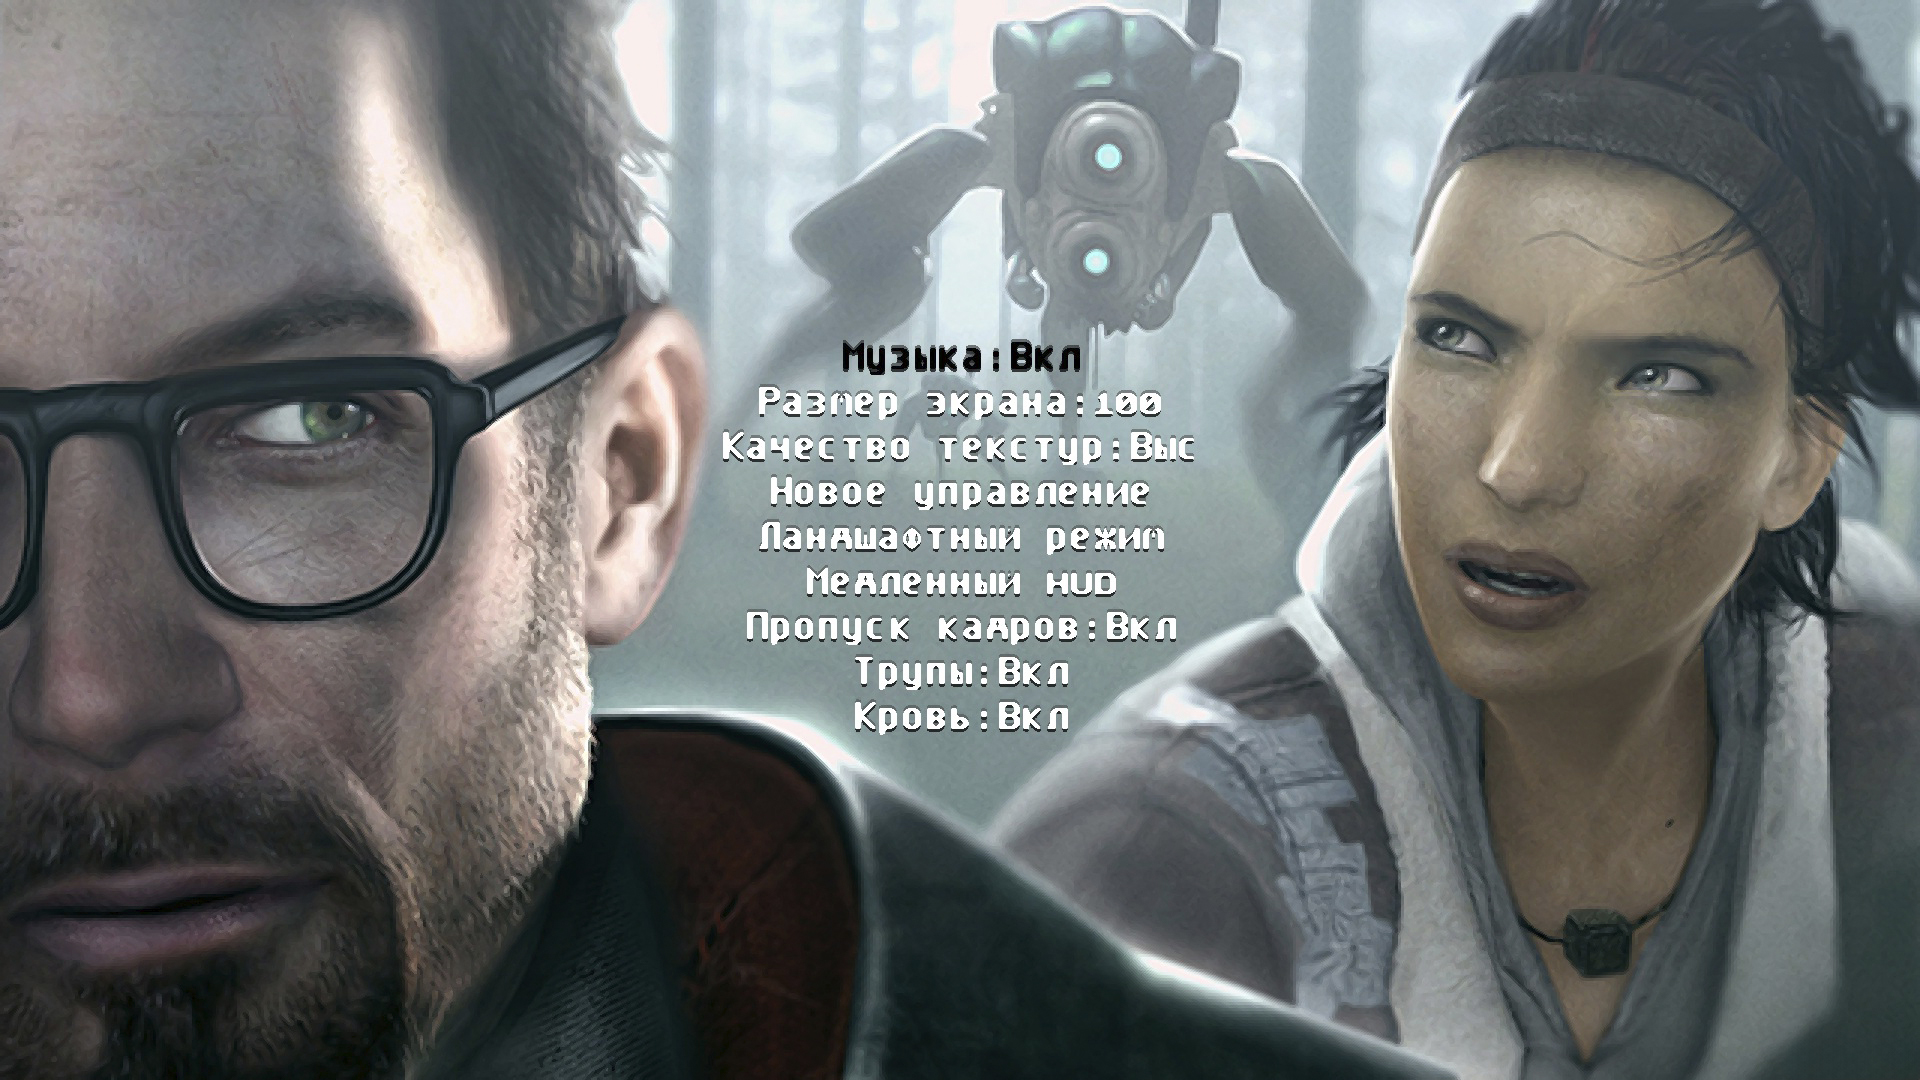 Музыка:Вкл
Размер экрана:100
Качество текстур:Выс
Новое управление
Ландшафтный режим
Медленный HUD
Пропуск кадров:Вкл
Трупы:Вкл
Кровь:Вкл